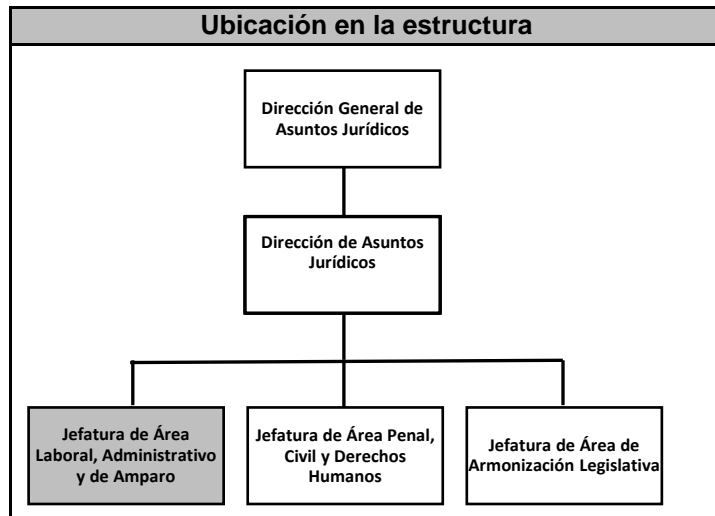 Ubicación en la estructura
Dirección General de
Asuntos Jurídicos
Dirección de Asuntos
Jurídicos
Jefatura de Área
Laboral, Administrativo
y de Amparo
Jefatura de Área Penal,
Civil y Derechos
Humanos
Jefatura de Área de
Armonización Legislativa